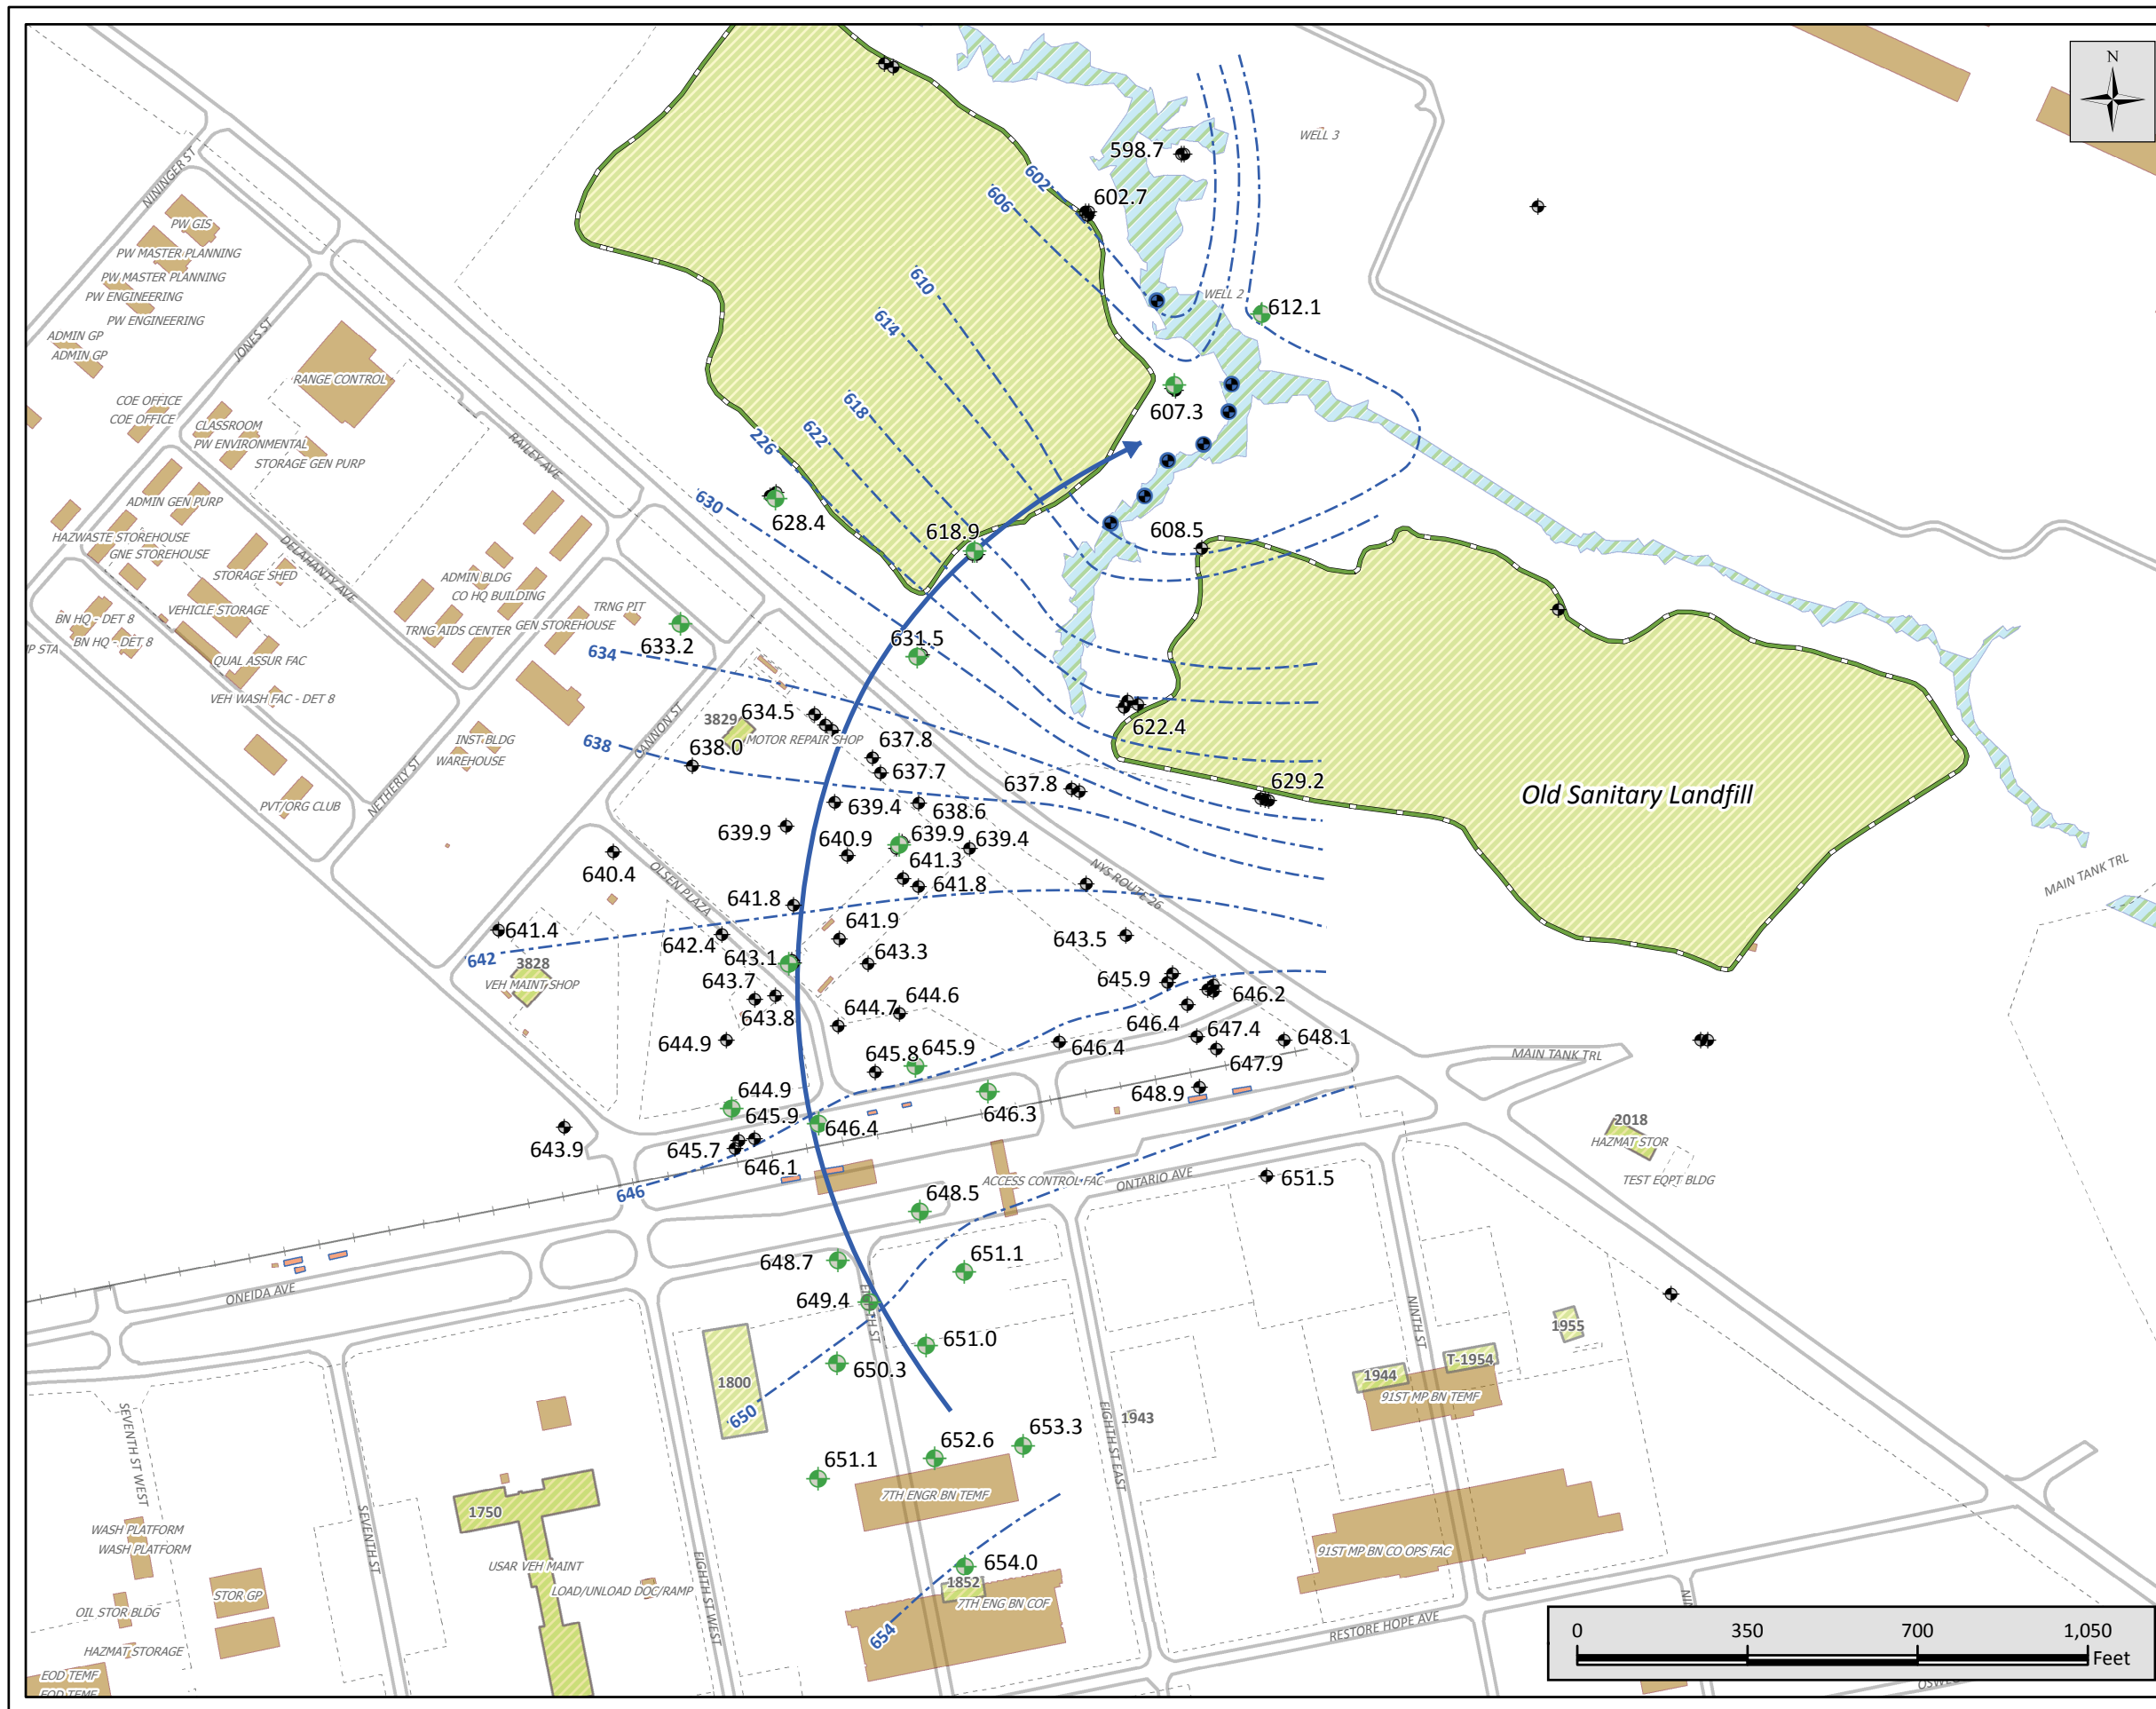 N
WELL 3
598.7
602
602.7
606
WELL 2
612.1
610
614
607.3
618
622
226
630
628.4
618.9
608.5
NININGER ST
PW GIS
PW MASTER PLANNING
PW MASTER PLANNING
PW ENGINEERING
PW ENGINEERING
ADMIN GP
ADMIN GP
JONES ST
RANGE CONTROL
COE OFFICE
COE OFFICE
CLASSROOM
PW ENVIRONMENTAL
STORAGE GEN PURP
RAILEY AVE
ADMIN GEN PURP
HAZWASTE STOREHOUSE
GNE STOREHOUSE
DELAHANTY AVE
STORAGE SHED
ADMIN BLDG
CO HQ BUILDING
VEHICLE STORAGE
BN HQ - DET 8
BN HQ - DET 8
TRNG AIDS CENTER
GEN STOREHOUSE
TRNG PIT
P STA
QUAL ASSUR FAC
VEH WASH FAC - DET 8
INST BLDG
WAREHOUSE
NETHERLY ST
PVT/ORG CLUB
CANNON ST
633.2
634
631.5
3829
634.5
MOTOR REPAIR SHOP
638
638.0
637.8
637.7
622.4
637.8
629.2
Old Sanitary Landfill
639.4
638.6
639.9
640.9
639.9
639.4
641.3
640.4
OLSEN PLAZA
641.8
NYS ROUTE 26
641.8
MAIN TANK TRL
641.4
642
642.4
641.9
643.5
3828
VEH MAINT SHOP
643.1
643.3
643.7
643.8
645.9
646.2
644.7
644.6
646.4
647.4
648.1
644.9
645.8
645.9
646.4
647.9
MAIN TANK TRL
644.9
648.9
645.9
646.4
646.3
643.9
645.7
646.1
2018
HAZMAT STOR
TEST EQPT BLDG
646
ACCESS CONTROL FAC
ONTARIO AVE
651.5
648.5
648.7
651.1
ONEIDA AVE
649.4
651.0
650.3
1800
650
NINTH ST
1955
T-1954
1944
91ST MP BN TEMF
SEVENTH ST WEST
EIGHTH ST EAST
1943
653.3
652.6
651.1
7TH ENGR BN TEMF
1750
SEVENTH ST
WASH PLATFORM
WASH PLATFORM
USAR VEH MAINT
LOAD/UNLOAD DOC/RAMP
EIGHTH ST WEST
91ST MP BN CO OPS FAC
654.0
1852
7TH ENG BN COF
654
STOR GP
OIL STOR BLDG
HAZMAT STORAGE
EOD TEMF
EOD TEMF
RESTORE HOPE AVE
0 350 700 1,050
Feet